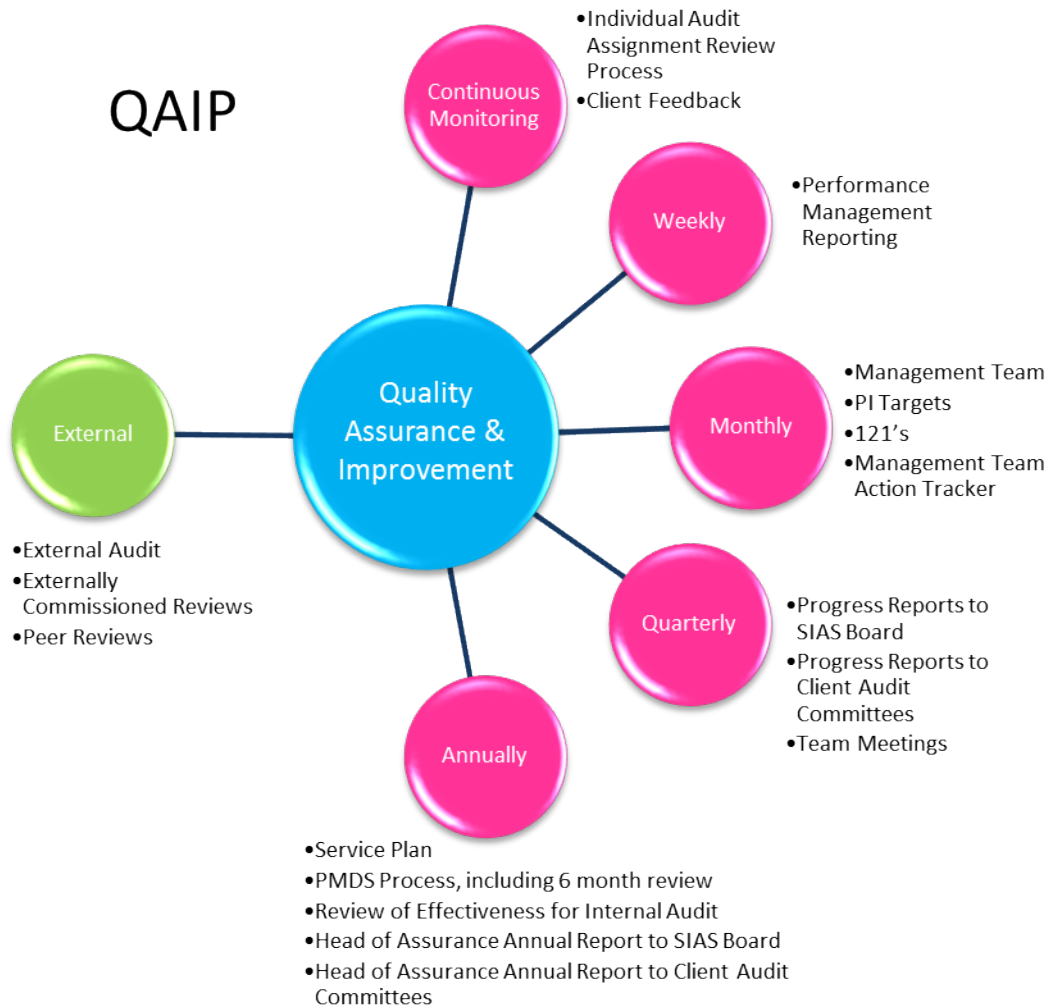 QAIP
Continuous
Monitoring
•Individual Audit
Assignment Review
Process
•Client Feedback
Weekly
•Performance
Management
Reporting
Monthly
•Management Team
•PI Targets
•121’s
•Management Team
Action Tracker
Quality
Assurance &
Improvement
External
•External Audit
•Externally
Commissioned Reviews
•Peer Reviews
Quarterly
•Progress Reports to
SIAS Board
•Progress Reports to
Client Audit
Committees
•Team Meetings
Annually
•Service Plan
•PMDS Process, including 6 month review
•Review of Effectiveness for Internal Audit
•Head of Assurance Annual Report to SIAS Board
•Head of Assurance Annual Report to Client Audit
Committees